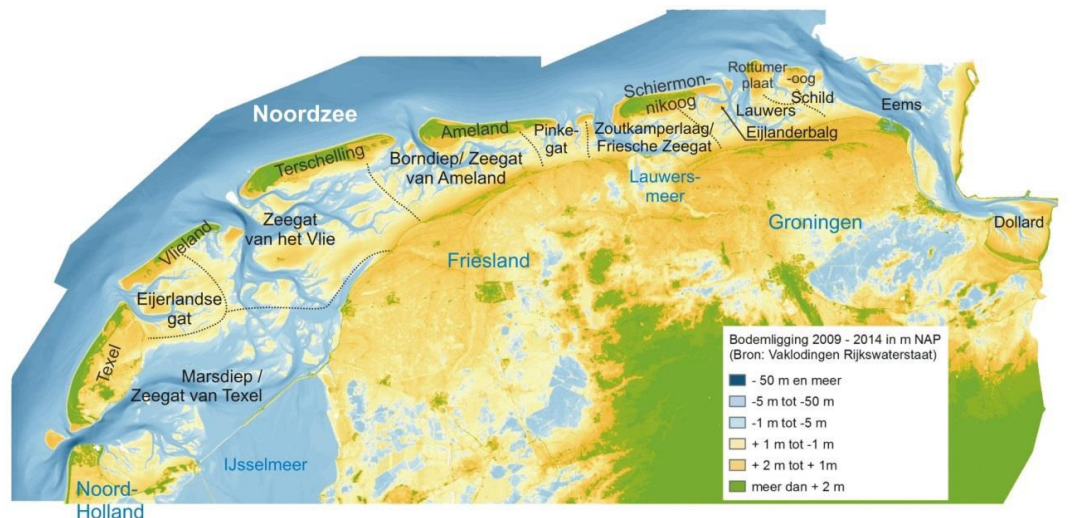 Noordzee
Schiermon-
nikoog
Rottumer-
plaat
-oog
Schild
Lauwers
Eijlanderbalg
Eems
Ameland
Pinke-
gat
Zoutkamperlaag/
Friesche Zeegat
Terschelling
Borndiep/ Zeegat
van Ameland
Lauwers-
meer
Dollard
Zeegat
van het Vlie
Groningen
Vlieland
Friesland
Eijerlandse
gat
Texel
Marsdiep /
Zeegat van Texel
IJsselmeer
Noord-
Holland
Bodemligging 2009 - 2014 in m NAP
(Bron: Vaklodingen Rijkswaterstaat)
- 50 m en meer
-5 m tot -50 m
-1 m tot -5 m
+ 1 m tot -1 m
+ 2 m tot + 1m
meer dan + 2 m